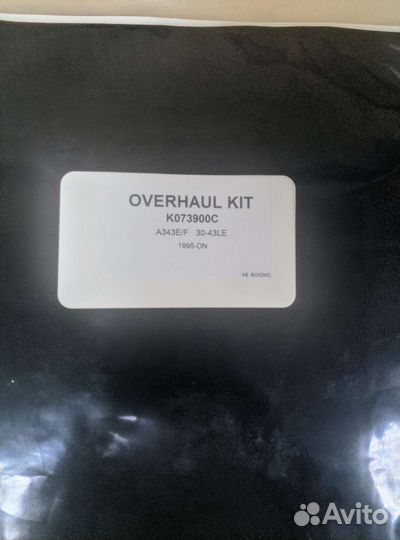 OVERHAUL KIT
K073900C
A343E/F 30-43LE
1995-ON
Avito